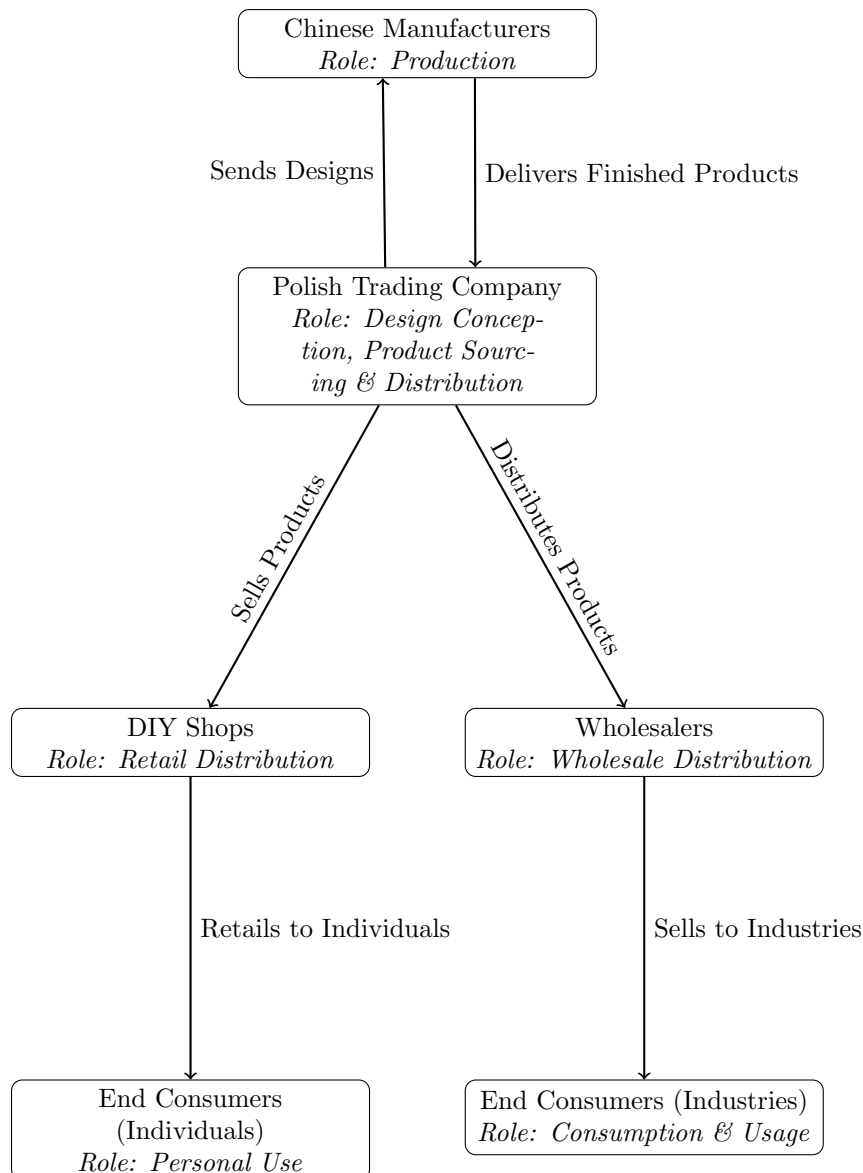 Chinese Manufacturers
Role: Production
Sends Designs
Delivers Finished Products
Polish Trading Company
Role: Design Concep-
tion, Product Sourc-
ing & Distribution
Sells Products
Distributes Products
DIY Shops
Role: Retail Distribution
Wholesalers
Role: Wholesale Distribution
Retails to Individuals
Sells to Industries
End Consumers
(Individuals)
Role: Personal Use
End Consumers (Industries)
Role: Consumption & Usage